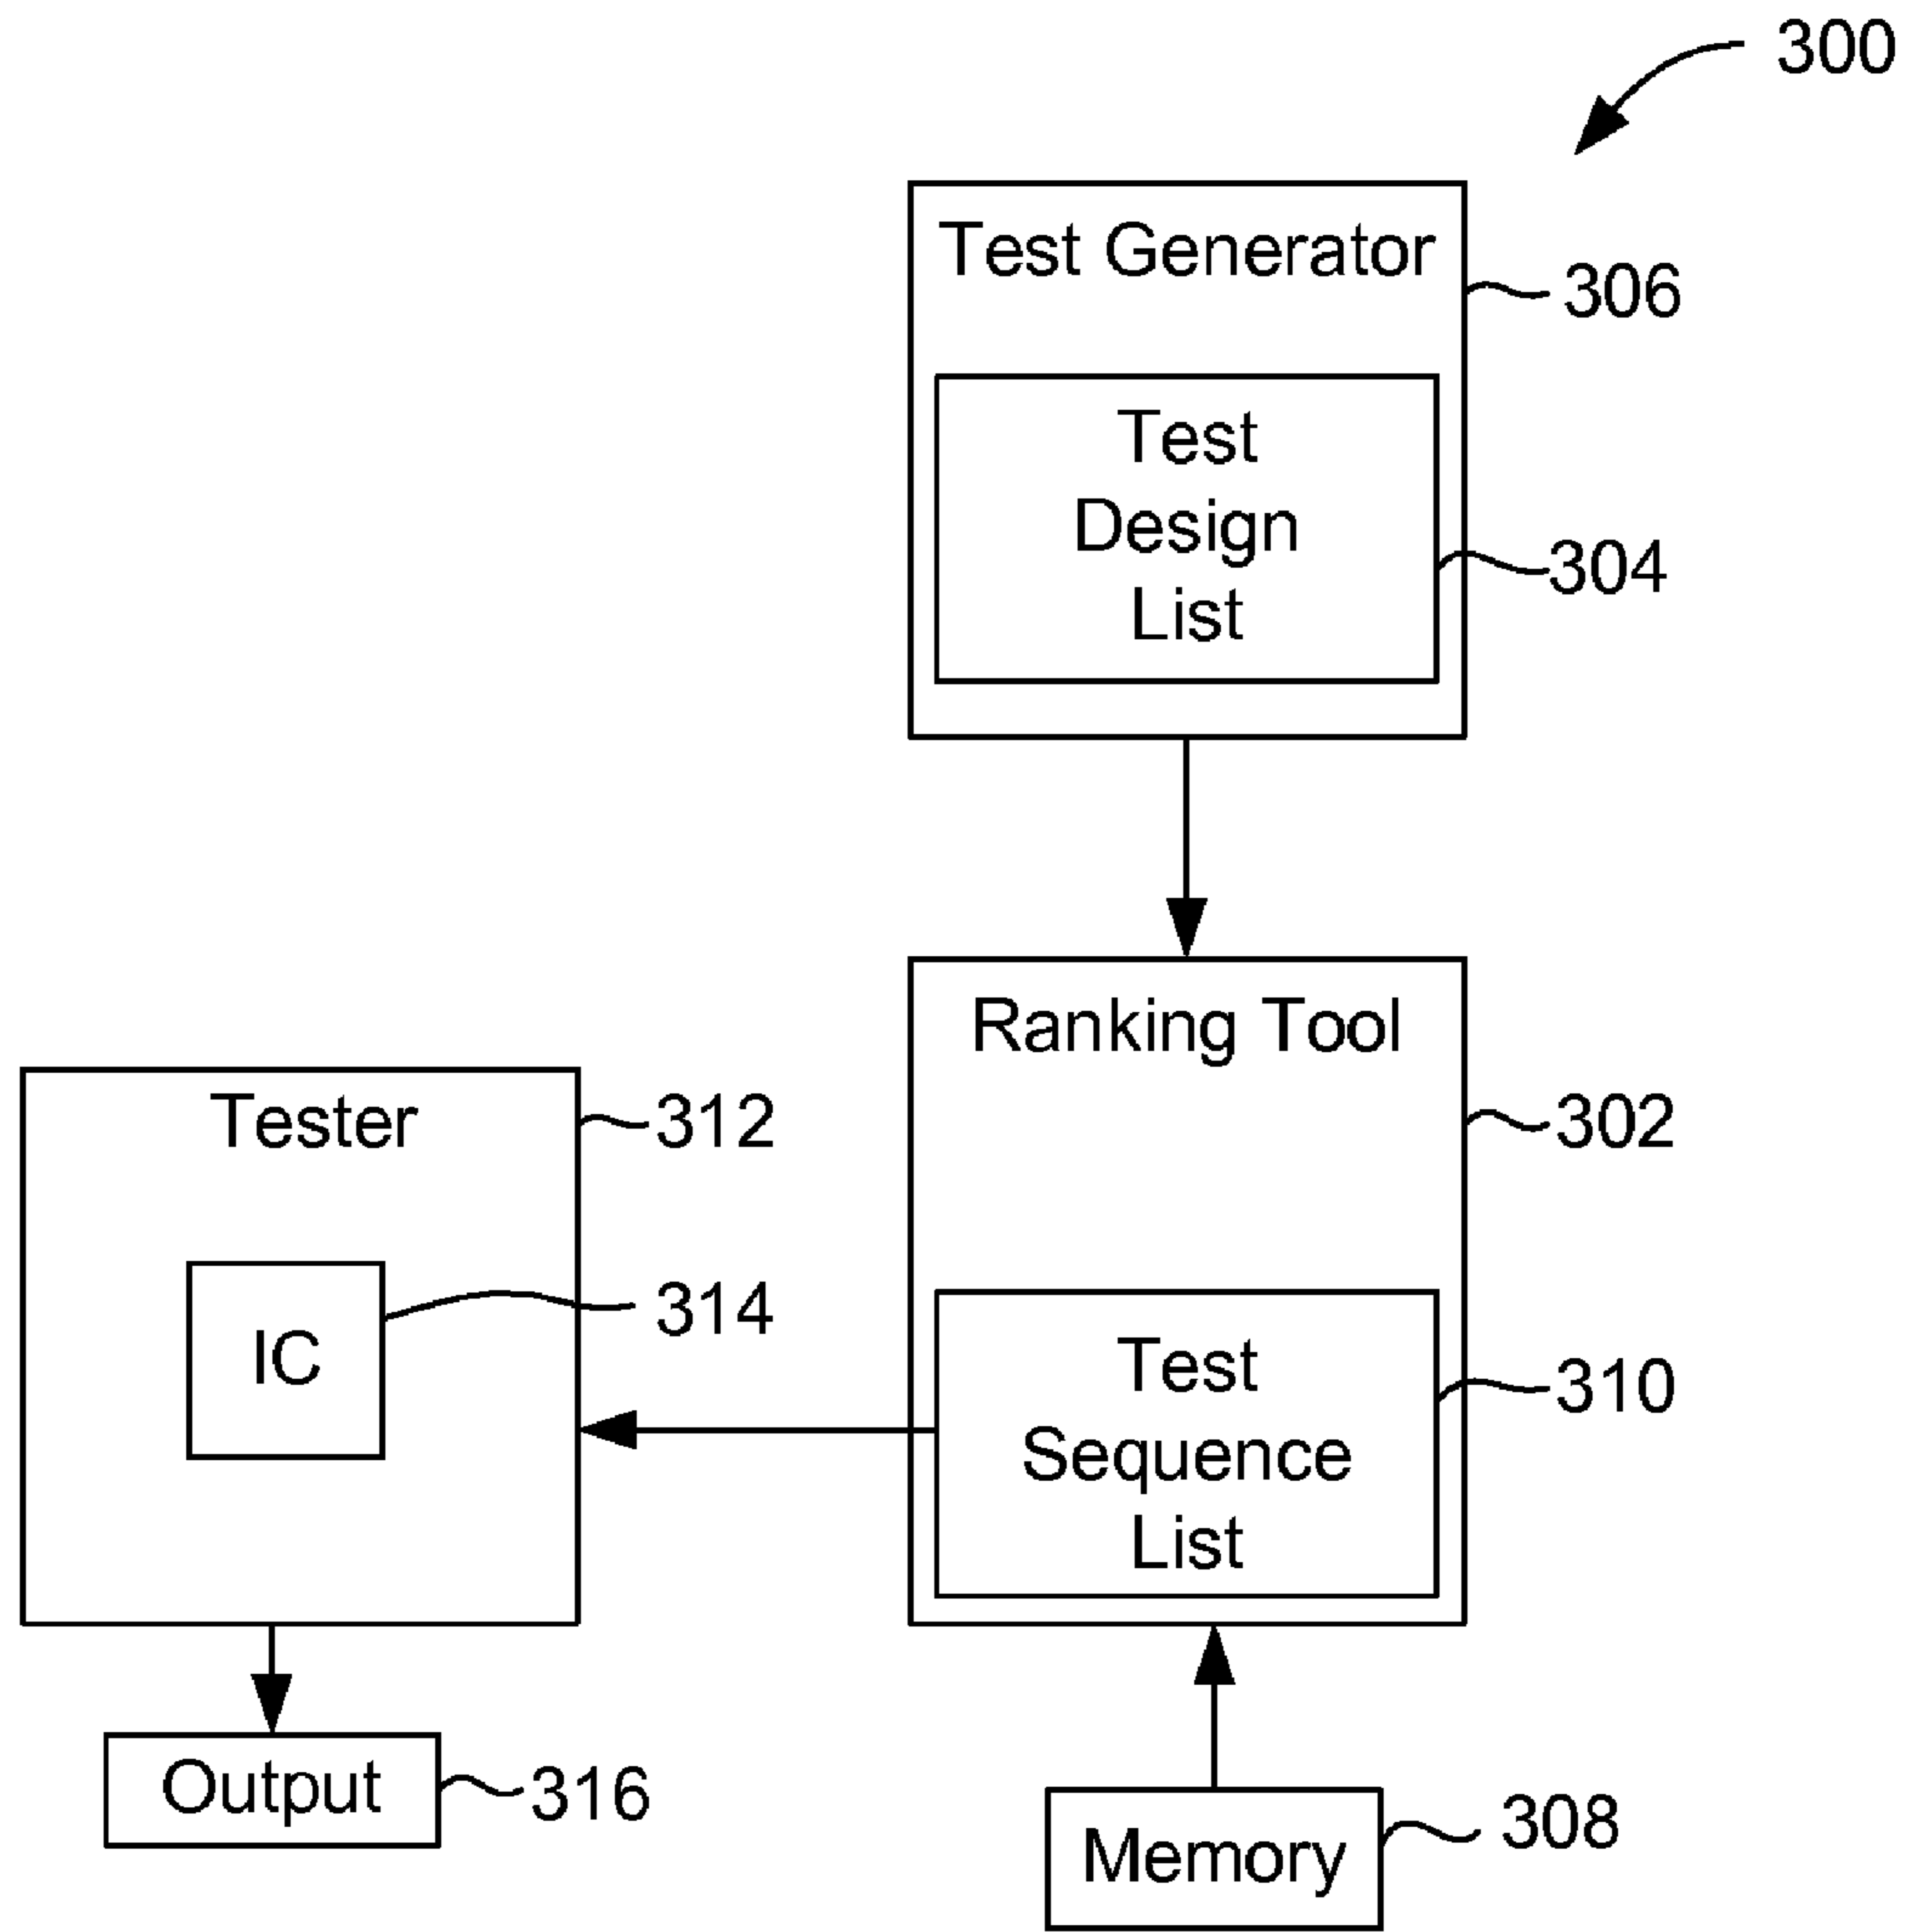 300
Test Generator
306
Test
Design
List
304
Ranking Tool
302
Tester
312
IC
314
Test
Sequence
List
310
Output
316
Memory
308